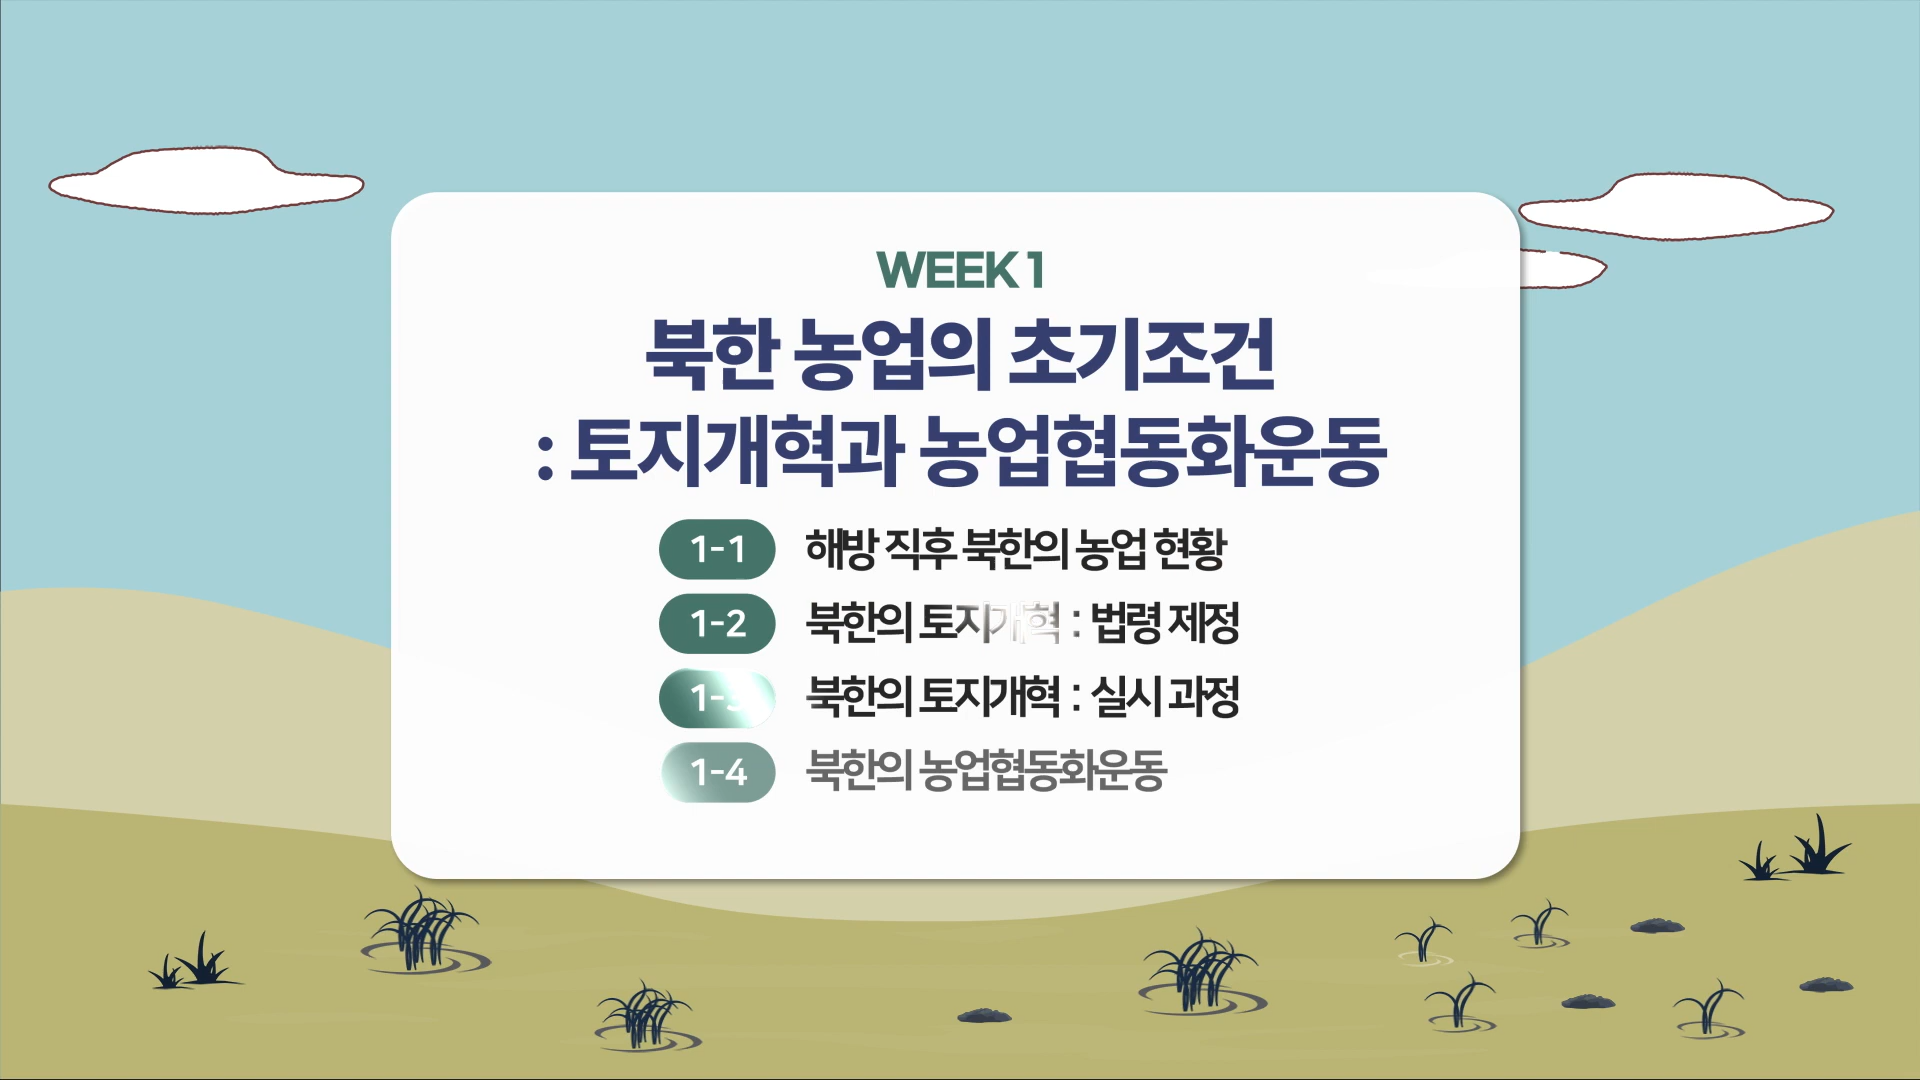 WEEK 1
북한 농업의 초기조건
: 토지개혁과 농업협동화운동
1-1 해방 직후 북한의 농업 현황
1-2 북한의 토지개혁 : 법령 제정
1-3 북한의 토지개혁 : 실시 과정
1-4 북한의 농업협동화운동